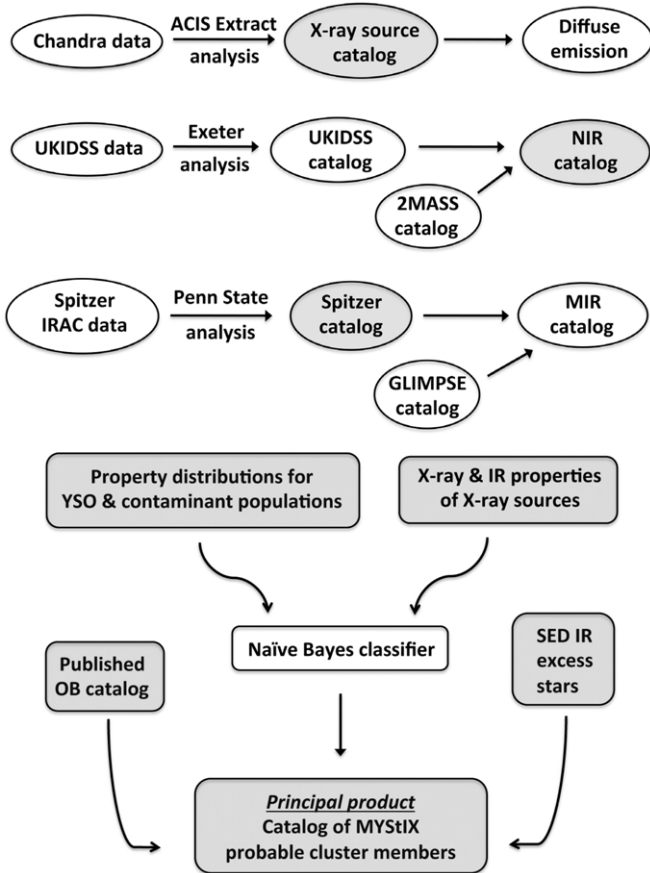 Chandra data
ACIS Extract
analysis
X-ray source
catalog
Diffuse
emission
UKIDSS data
Exeter
analysis
UKIDSS
catalog
NIR
catalog
2MASS
catalog
Spitzer
IRAC data
Penn State
analysis
Spitzer
catalog
MIR
catalog
GLIMPSE
catalog
Property distributions for
YSO & contaminant populations
X-ray & IR properties
of X-ray sources
Naïve Bayes classifier
Published
OB catalog
SED IR
excess
stars
Principal product
Catalog of MYStIX
probable cluster members